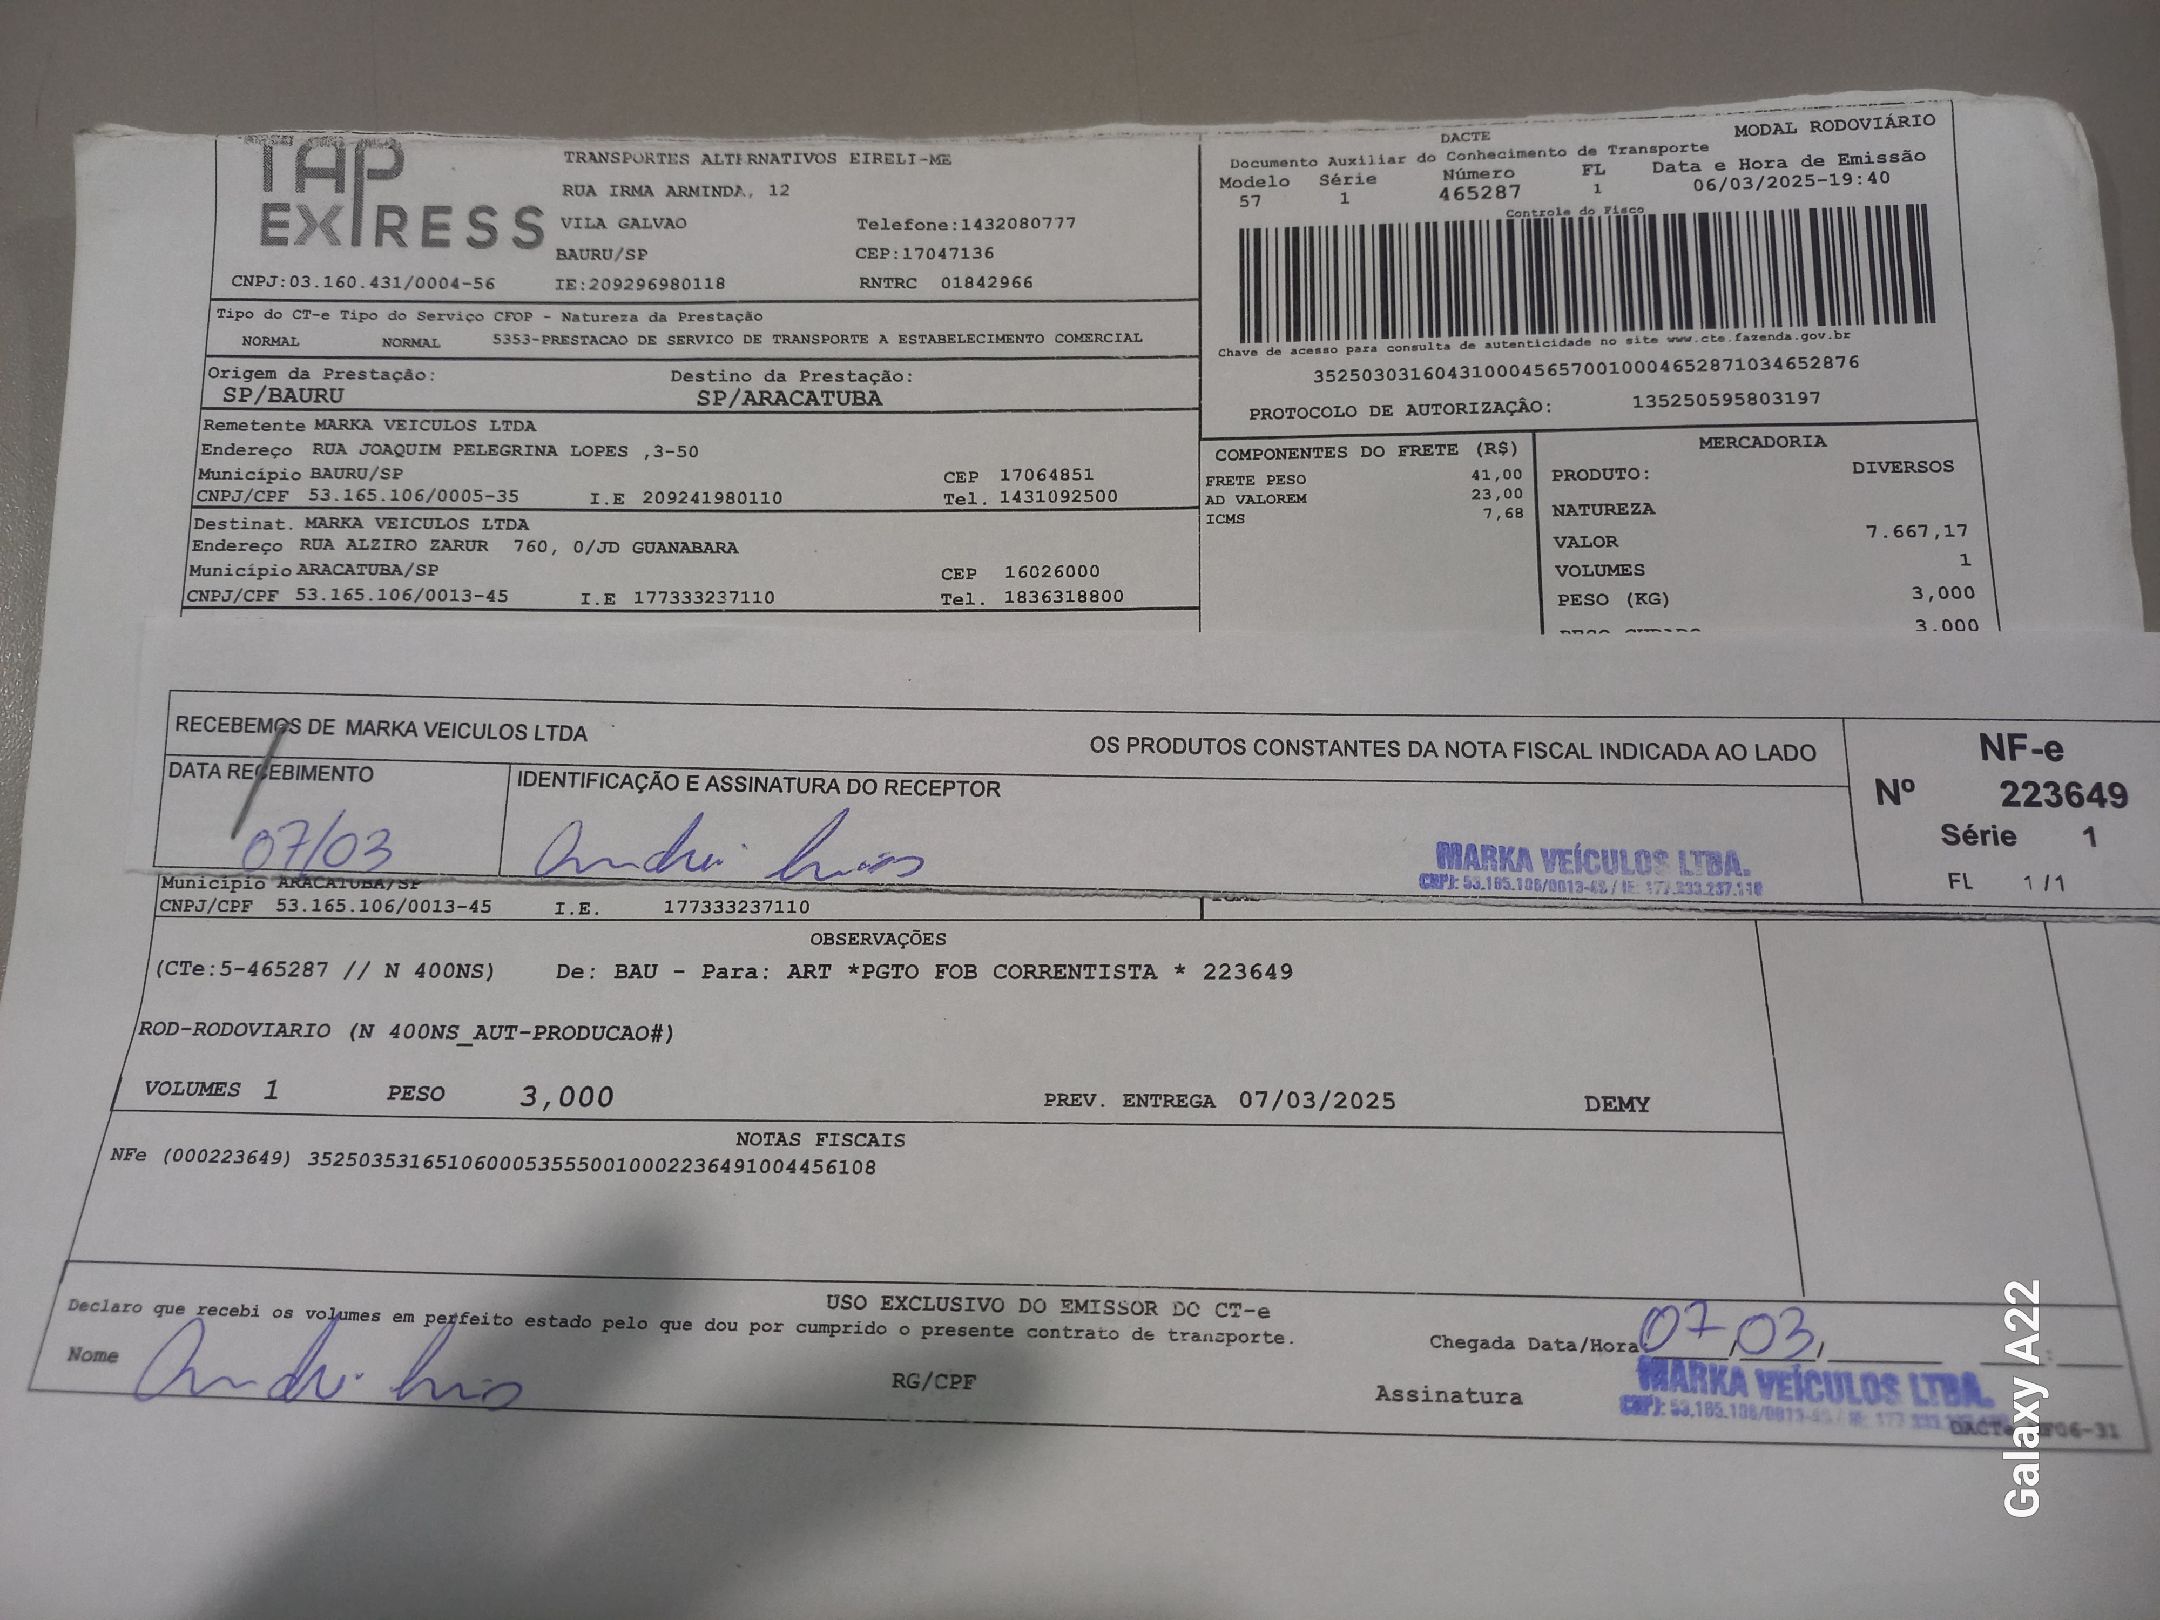 TAP EXPRESS
TRANSPORTES ALTERNATIVOS EIRELI-ME
RUA IRMA ARMINDA, 12
VILA GALVAO Telefone:1432080777
BAURU/SP CEP:17047136
CNPJ:03.160.431/0004-56 IE:209296980118 RNTRC 01842966
DACTE MODAL RODOVIÁRIO
Documento Auxiliar do Conhecimento de Transporte
Modelo Série Número FL Data e Hora de Emissão
57 1 465287 1 06/03/2025-19:40
Controle do Fisco
Chave de acesso para consulta de autenticidade no site www.cte.fazenda.gov.br
35250303160431000456570010004652871034652876
PROTOCOLO DE AUTORIZAÇÃO: 135250595803197
Tipo do CT-e Tipo do Serviço CFOP - Natureza da Prestação
NORMAL NORMAL 5353-PRESTACAO DE SERVICO DE TRANSPORTE A ESTABELECIMENTO COMERCIAL
Origem da Prestação: Destino da Prestação:
SP/BAURU SP/ARACATUBA
Remetente MARKA VEICULOS LTDA
Endereço RUA JOAQUIM PELEGRINA LOPES ,3-50
Município BAURU/SP CEP 17064851
CNPJ/CPF 53.165.106/0005-35 I.E 209241980110 Tel. 1431092500
Destinat. MARKA VEICULOS LTDA
Endereço RUA ALZIRO ZARUR 760, 0/JD GUANABARA
Município ARACATUBA/SP CEP 16026000
CNPJ/CPF 53.165.106/0013-45 I.E 177333237110 Tel. 1836318800
COMPONENTES DO FRETE (R$)
FRETE PESO 41,00
AD VALOREM 23,00
ICMS 7,68
MERCADORIA
PRODUTO: DIVERSOS
NATUREZA
VALOR 7.667,17
VOLUMES 1
PESO (KG) 3,000
3.000
RECEBEMOS DE MARKA VEICULOS LTDA OS PRODUTOS CONSTANTES DA NOTA FISCAL INDICADA AO LADO
DATA RECEBIMENTO IDENTIFICAÇÃO E ASSINATURA DO RECEPTOR
07/03
MARKA VEÍCULOS LTDA.
CNPJ: 53.165.106/0013-45 / IE: 177.333.237.110
NF-e
Nº 223649
Série 1
FL 1/1
Município ARACATUBA/SP
CNPJ/CPF 53.165.106/0013-45 I.E. 177333237110
OBSERVAÇÕES
(CTe:5-465287 // N 400NS) De: BAU - Para: ART *PGTO FOB CORRENTISTA * 223649
ROD-RODOVIARIO (N 400NS_AUT-PRODUCAO#)
VOLUMES 1 PESO 3,000 PREV. ENTREGA 07/03/2025 DEMY
NOTAS FISCAIS
NFe (000223649) 35250353165106000535550010002236491004456108
USO EXCLUSIVO DO EMISSOR DO CT-e
Declaro que recebi os volumes em perfeito estado pelo que dou por cumprido o presente contrato de transporte.
Chegada Data/Hora 07/03/
Nome RG/CPF Assinatura
MARKA VEÍCULOS LTDA.
Galaxy A22